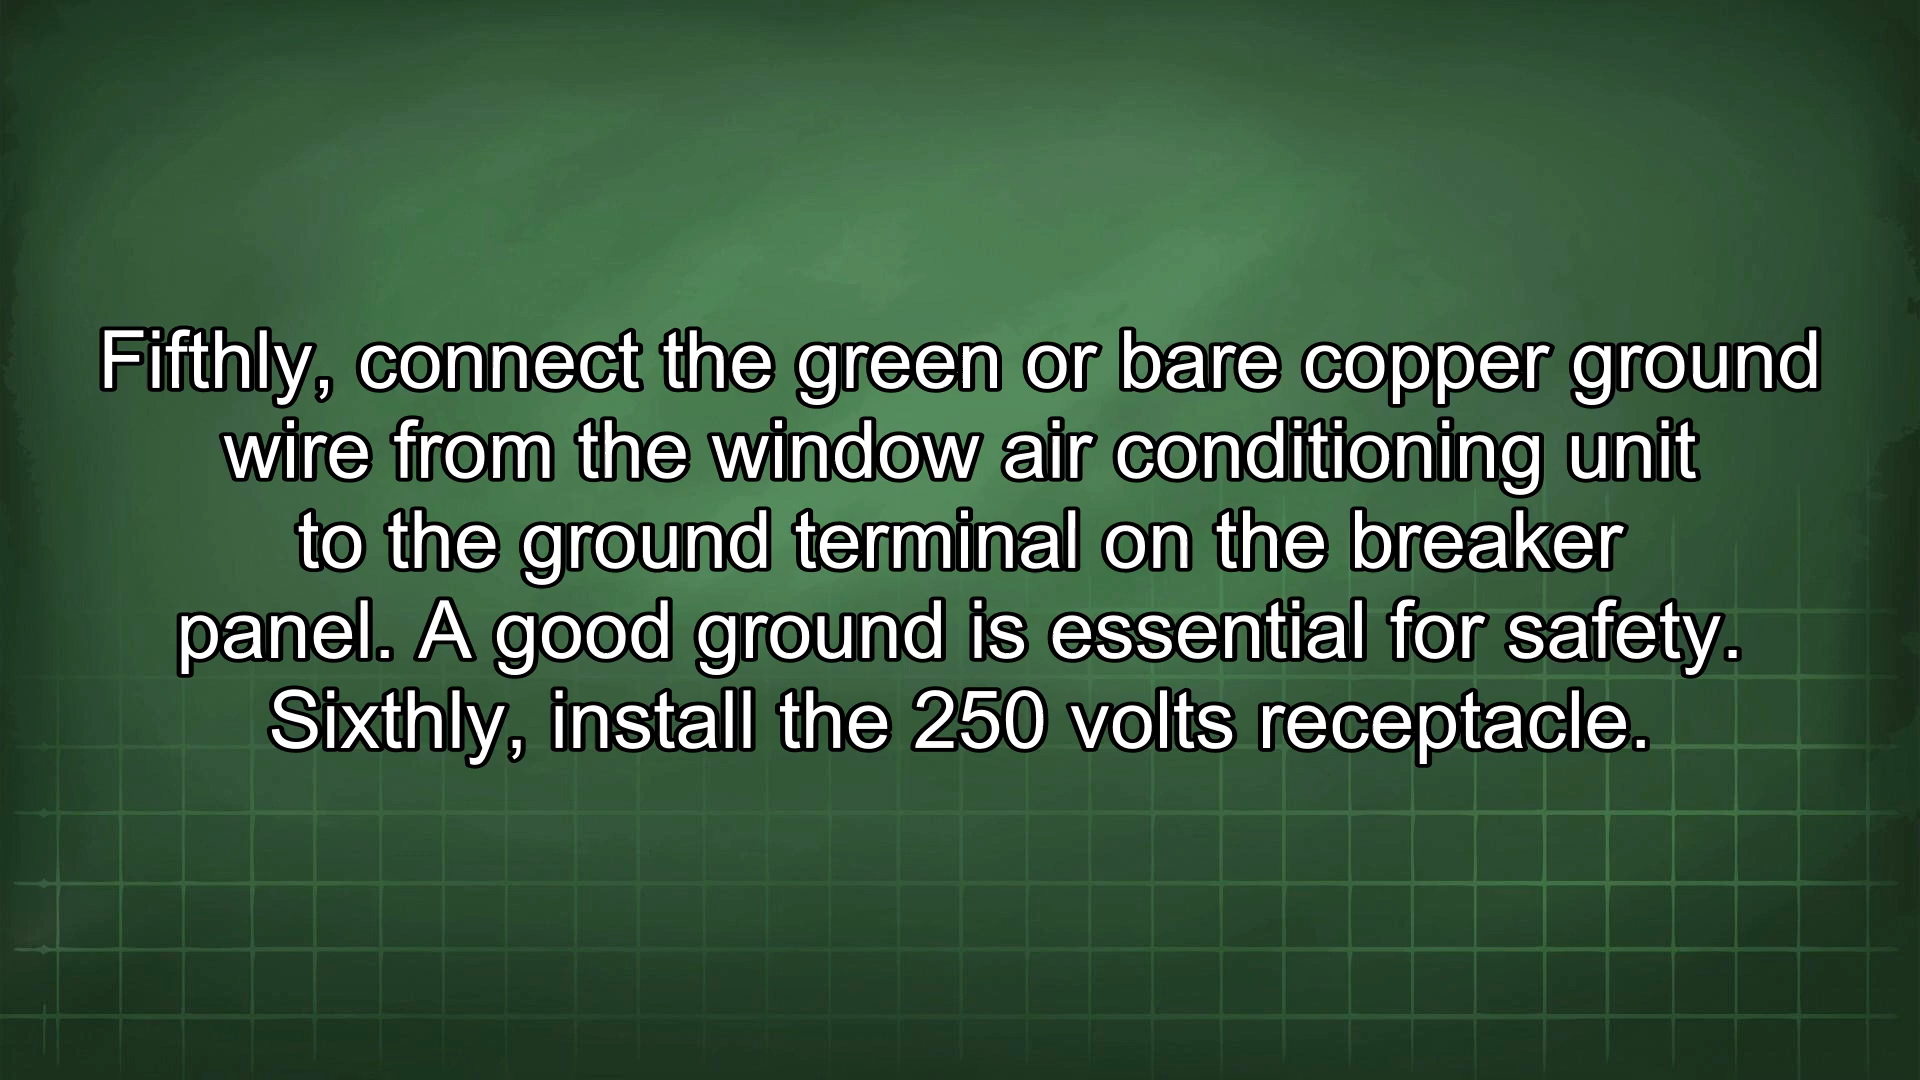 Fifthly, connect the green or bare copper ground
wire from the window air conditioning unit
to the ground terminal on the breaker
panel. A good ground is essential for safety.
Sixthly, install the 250 volts receptacle.